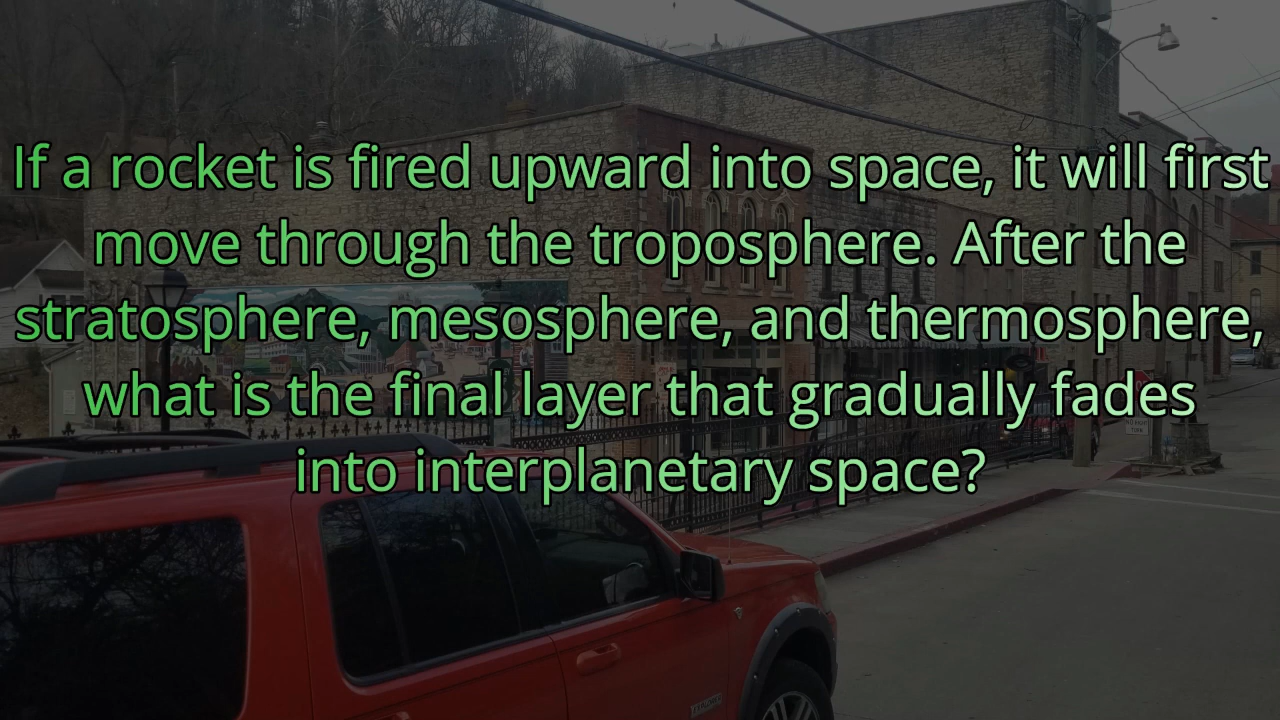 If a rocket is fired upward into space, it will first
move through the troposphere. After the
stratosphere, mesosphere, and thermosphere,
what is the final layer that gradually fades
into interplanetary space?